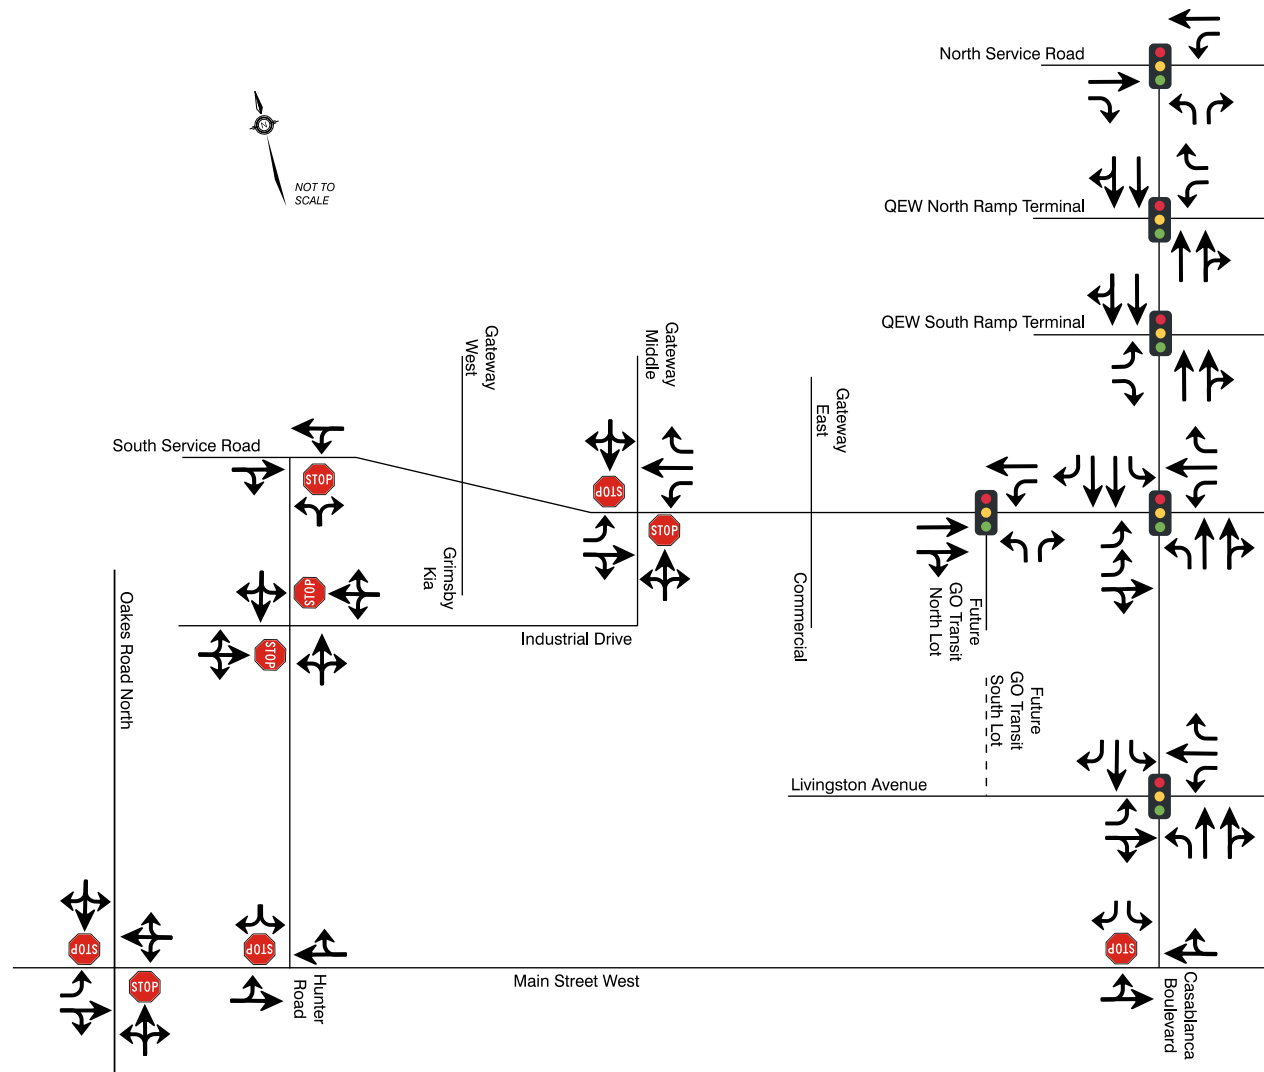 North Service Road
N
NOT TO
SCALE
QEW North Ramp Terminal
QEW South Ramp Terminal
Gateway
West
Gateway
Middle
Gateway
East
South Service Road
STOP
STOP
STOP
Grimsby
Kia
STOP
STOP
Commercial
Future
GO Transit
North Lot
Oakes Road North
Industrial Drive
Future
GO Transit
South Lot
Livingston Avenue
STOP
STOP
STOP
STOP
Main Street West
Hunter
Road
Casablanca
Boulevard